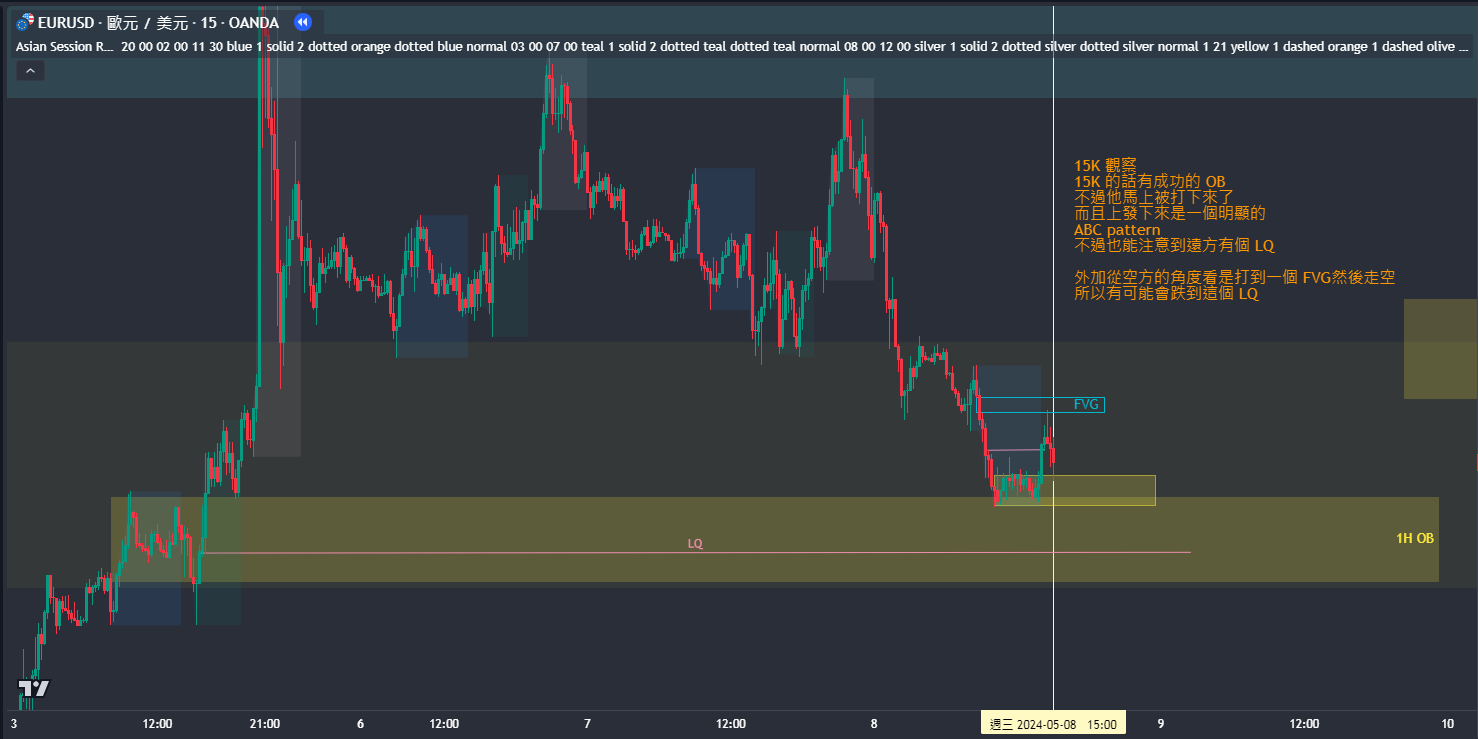 EURUSD · 歐元 / 美元 · 15 · OANDA
Asian Session R... 20 00 02 00 11 30 blue 1 solid 2 dotted orange dotted blue normal 03 00 07 00 teal 1 solid 2 dotted teal dotted teal normal 08 00 12 00 silver 1 solid 2 dotted silver dotted silver normal 1 21 yellow 1 dashed orange 1 dashed olive ...
15K 觀察
15K 的話有成功的 OB
不過他馬上被打下來了
而且上發下來是一個明顯的
ABC pattern
不過也能注意到遠方有個 LQ
外加從空方的角度看是打到一個 FVG然後走空
所以有可能會跌到這個 LQ
FVG
1H OB
LQ
3 12:00 21:00 6 12:00 7 12:00 8 週三 2024-05-08 15:00 9 12:00 10